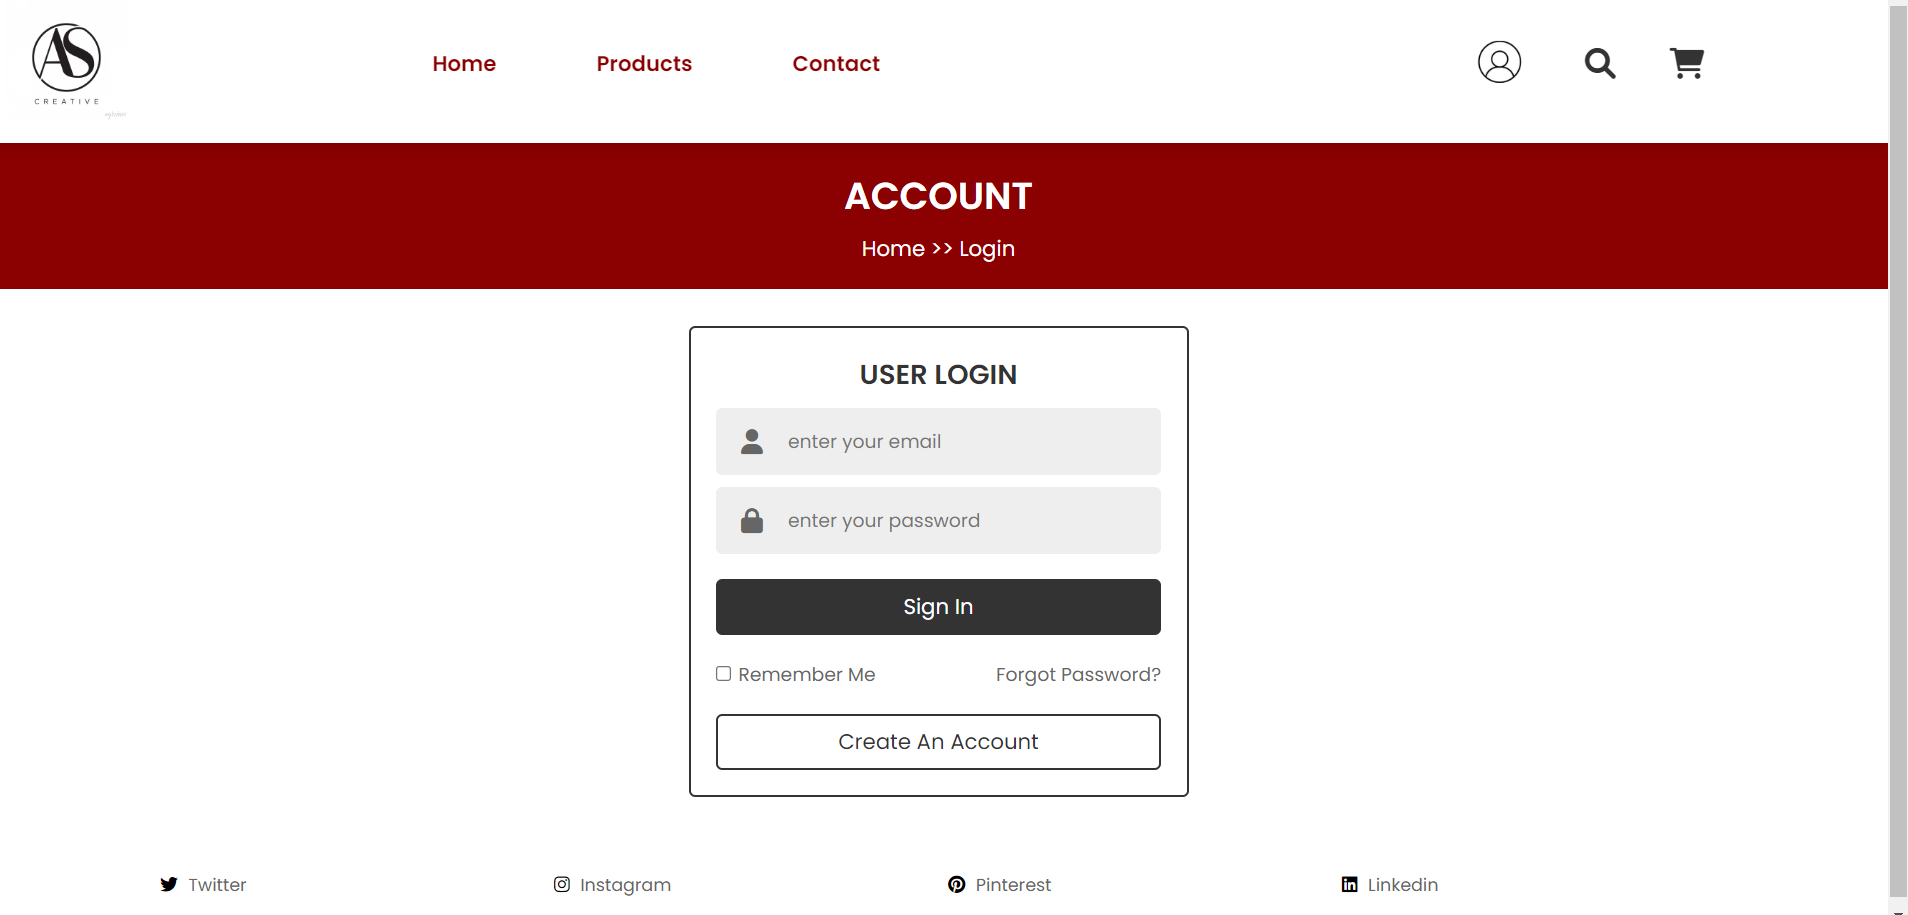 AS
CREATIVE
Home
Products
Contact
ACCOUNT
Home >> Login
USER LOGIN
enter your email
enter your password
Sign In
Remember Me
Forgot Password?
Create An Account
Twitter
Instagram
Pinterest
Linkedin